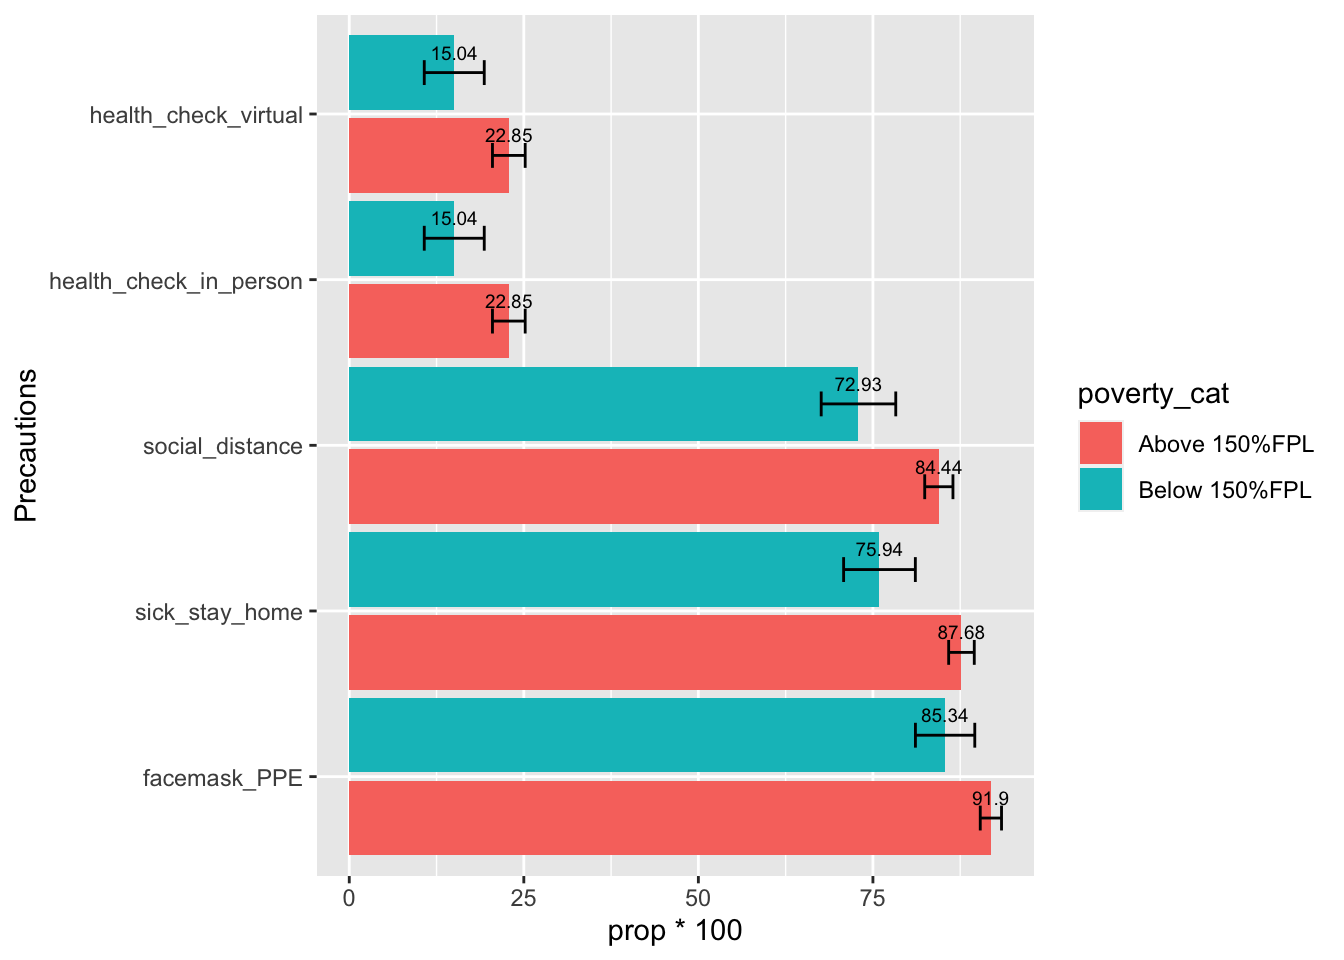 15.04
health_check_virtual
22.85
15.04
health_check_in_person
22.85
72.93
social_distance
84.44
75.94
sick_stay_home
87.68
85.34
facemask_PPE
91.9
Precautions
0 25 50 75
prop * 100
poverty_cat
Above 150%FPL
Below 150%FPL